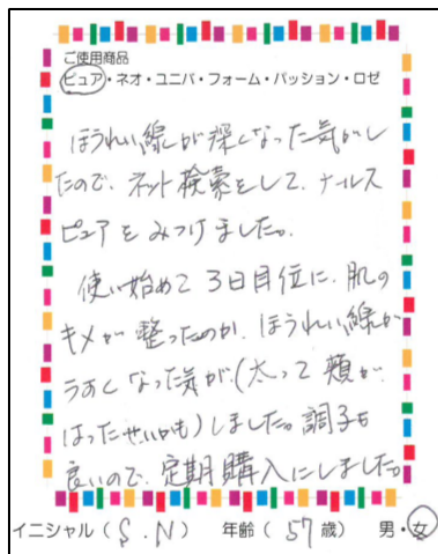 ご使用商品
ピュア・ネオ・ユニバ・フォーム・パッション・ロゼ
ほうれい線が深くなった気がし
たので、ネット検索をして、ナールス
ピュアをみつけました。
使い始めて3日目位に、肌の
キメが整ったのか、ほうれい線が
うすくなった気が(太って頬が
はったせいかも)しました。調子も
良いので、定期購入にしました。
イニシャル(S.N) 年齢(57歳) 男・女